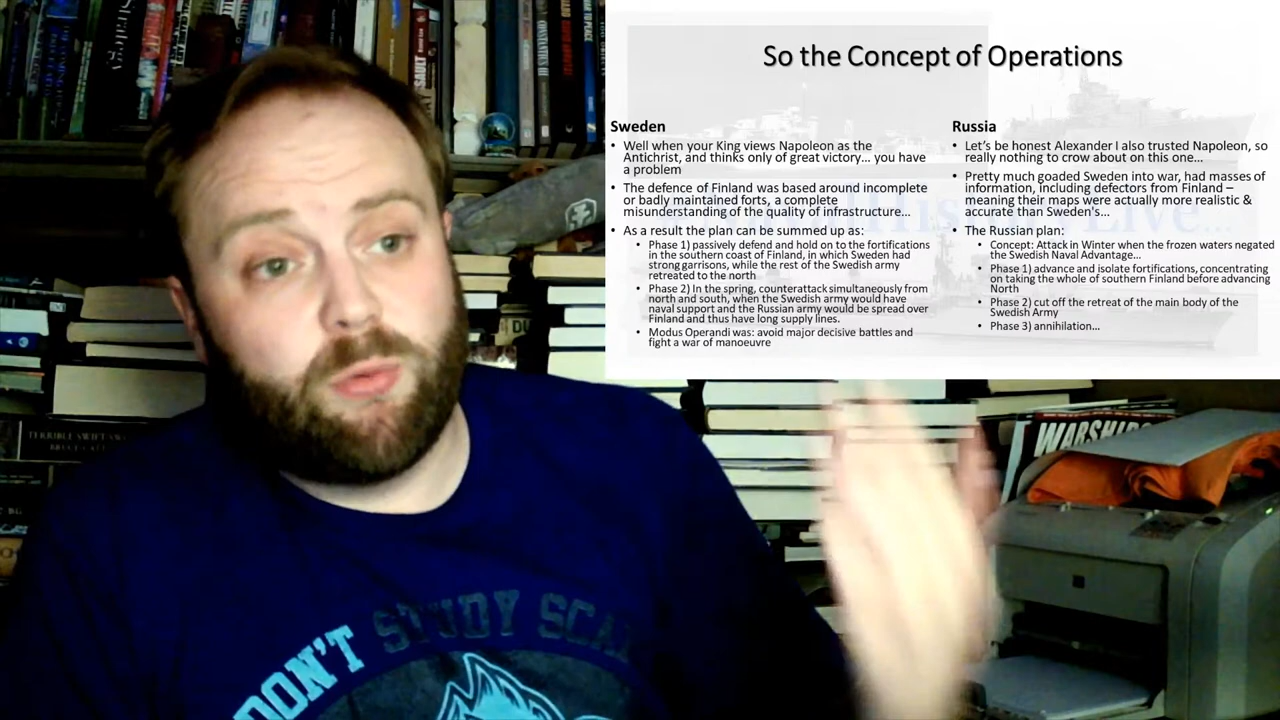 So the Concept of Operations
Sweden
• Well when your King views Napoleon as the
Antichrist, and thinks only of great victory... you have
a problem
• The defence of Finland was based around incomplete
or badly maintained forts, a complete
misunderstanding of the quality of infrastructure...
• As a result the plan can be summed up as:
• Phase 1) passively defend and hold on to the fortifications
in the southern coast of Finland, in which Sweden had
strong garrisons, while the rest of the Swedish army
retreated to the north
• Phase 2) In the spring, counterattack simultaneously from
north and south, when the Swedish army would have
naval support and the Russian army would be spread over
Finland and thus have long supply lines.
• Modus Operandi was: avoid major decisive battles and
fight a war of manoeuvre
Russia
• Let's be honest Alexander I also trusted Napoleon, so
really nothing to crow about on this one...
• Pretty much goaded Sweden into war, had masses of
information, including defectors from Finland –
meaning their maps were actually more realistic &
accurate than Sweden's...
• The Russian plan:
• Concept: Attack in Winter when the frozen waters negated
the Swedish Naval Advantage...
• Phase 1) advance and isolate fortifications, concentrating
on taking the whole of southern Finland before advancing
North
• Phase 2) cut off the retreat of the main body of the
Swedish Army
• Phase 3) annihilation...
Strategy
TERRIBLE SWIFT
WARSHIP
DON'T STUDY